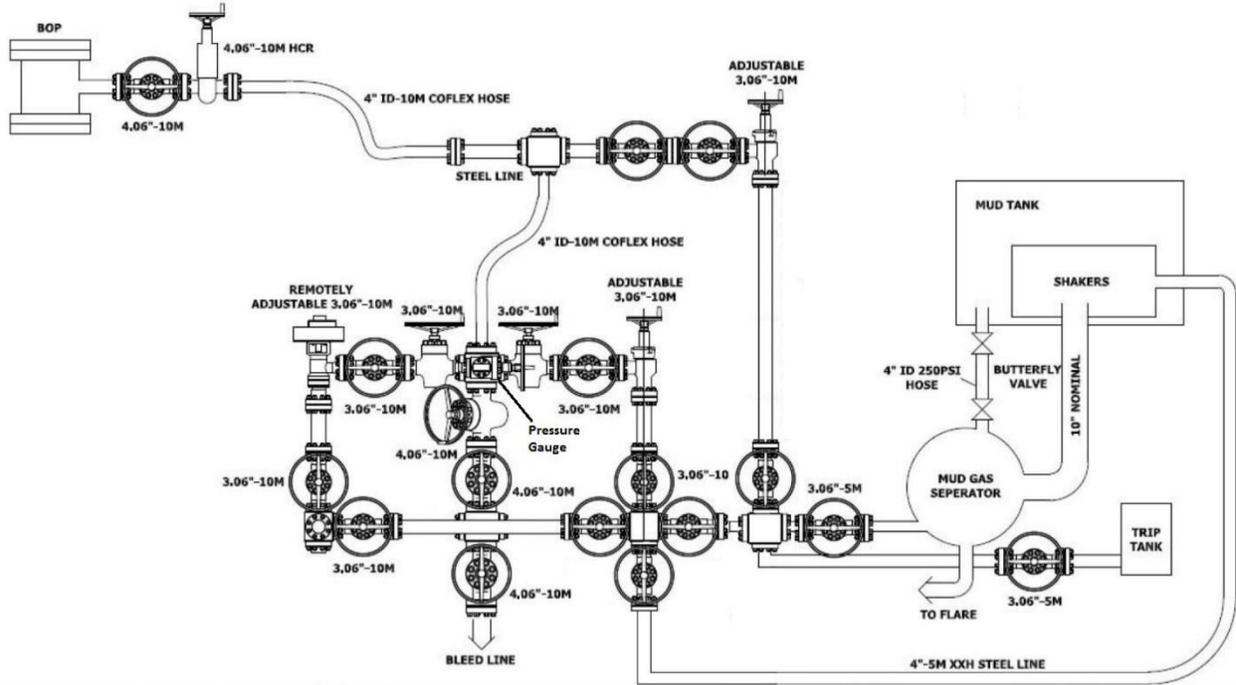 BOP
4,06"-10M HCR
4,06"-10M
4" ID-10M COFLEX HOSE
STEEL LINE
ADJUSTABLE
3,06"-10M
4" ID-10M COFLEX HOSE
MUD TANK
SHAKERS
REMOTELY
ADJUSTABLE 3.06"-10M
3,06"-10M
3.06"-10M
ADJUSTABLE
3,06"-10M
4" ID 250PSI
HOSE
BUTTERFLY
VALVE
10" NOMINAL
3.06"-10M
3.06"-10M
Pressure
Gauge
4,06"-10M
3.06"-10M
4.06"-10M
3,06"-10
3.06"-5M
MUD GAS
SEPERATOR
TRIP
TANK
3,06"-10M
4,06"-10M
3.06"-5M
TO FLARE
BLEED LINE
4"-5M XXH STEEL LINE